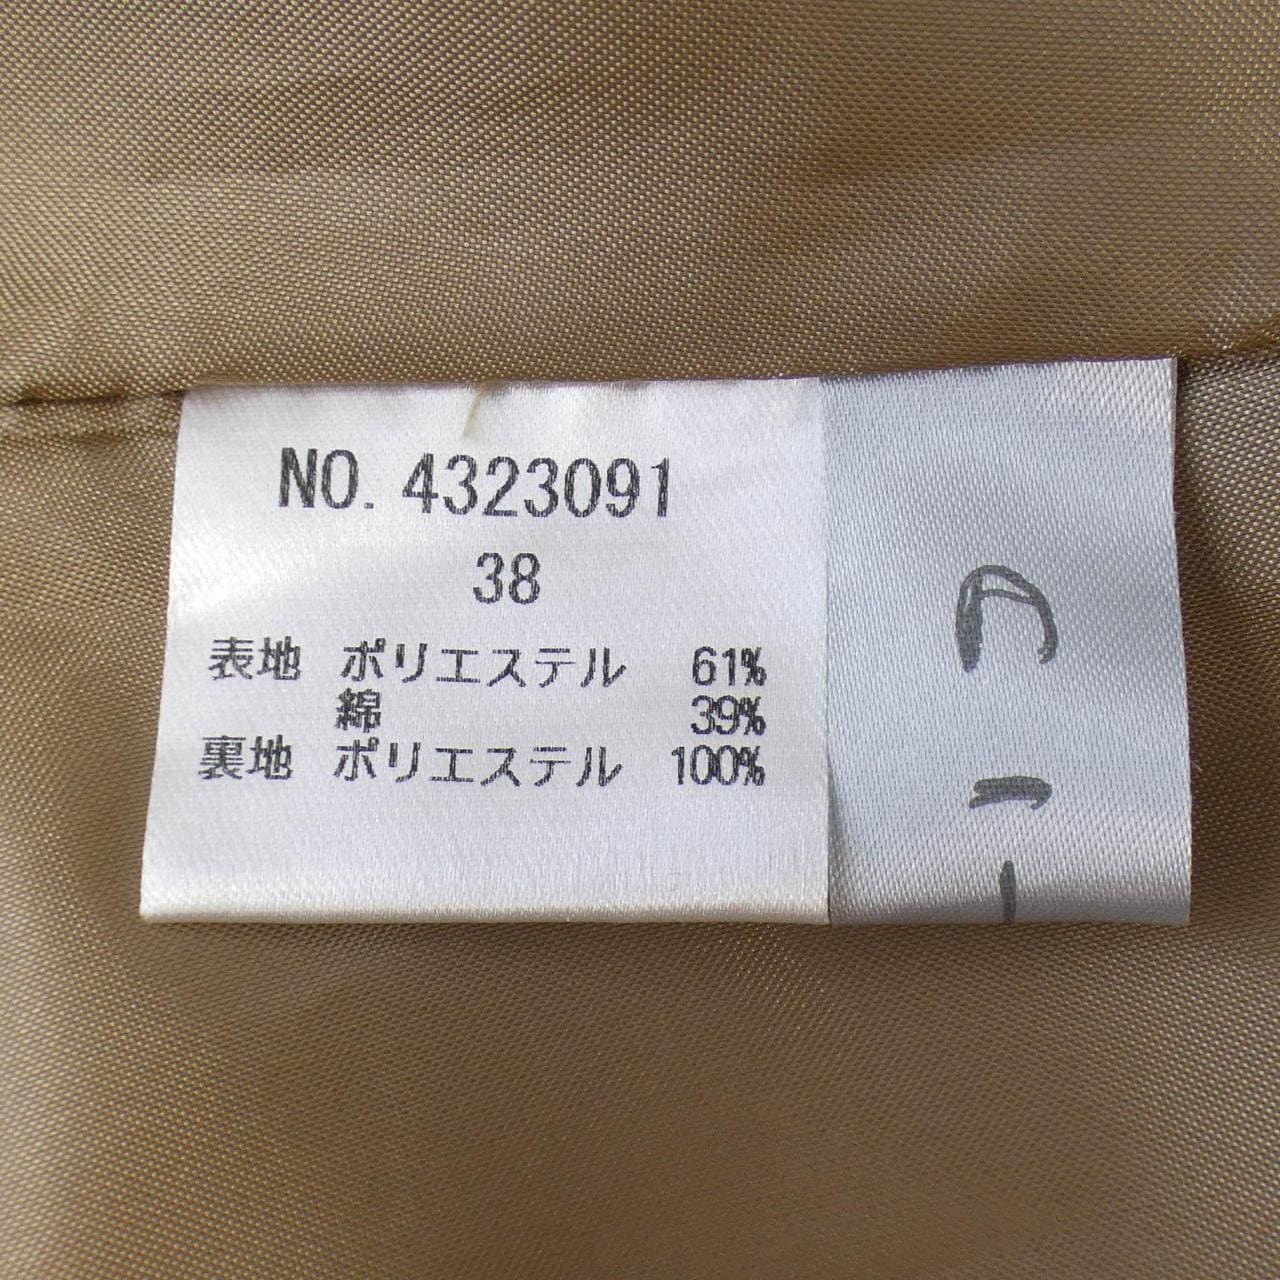 NO. 4323091
38
表地 ポリエステル 61%
綿 39%
裏地 ポリエステル 100%